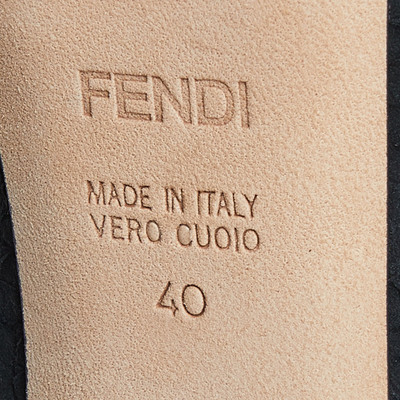 FENDI
MADE IN ITALY
VERO CUOIO
40